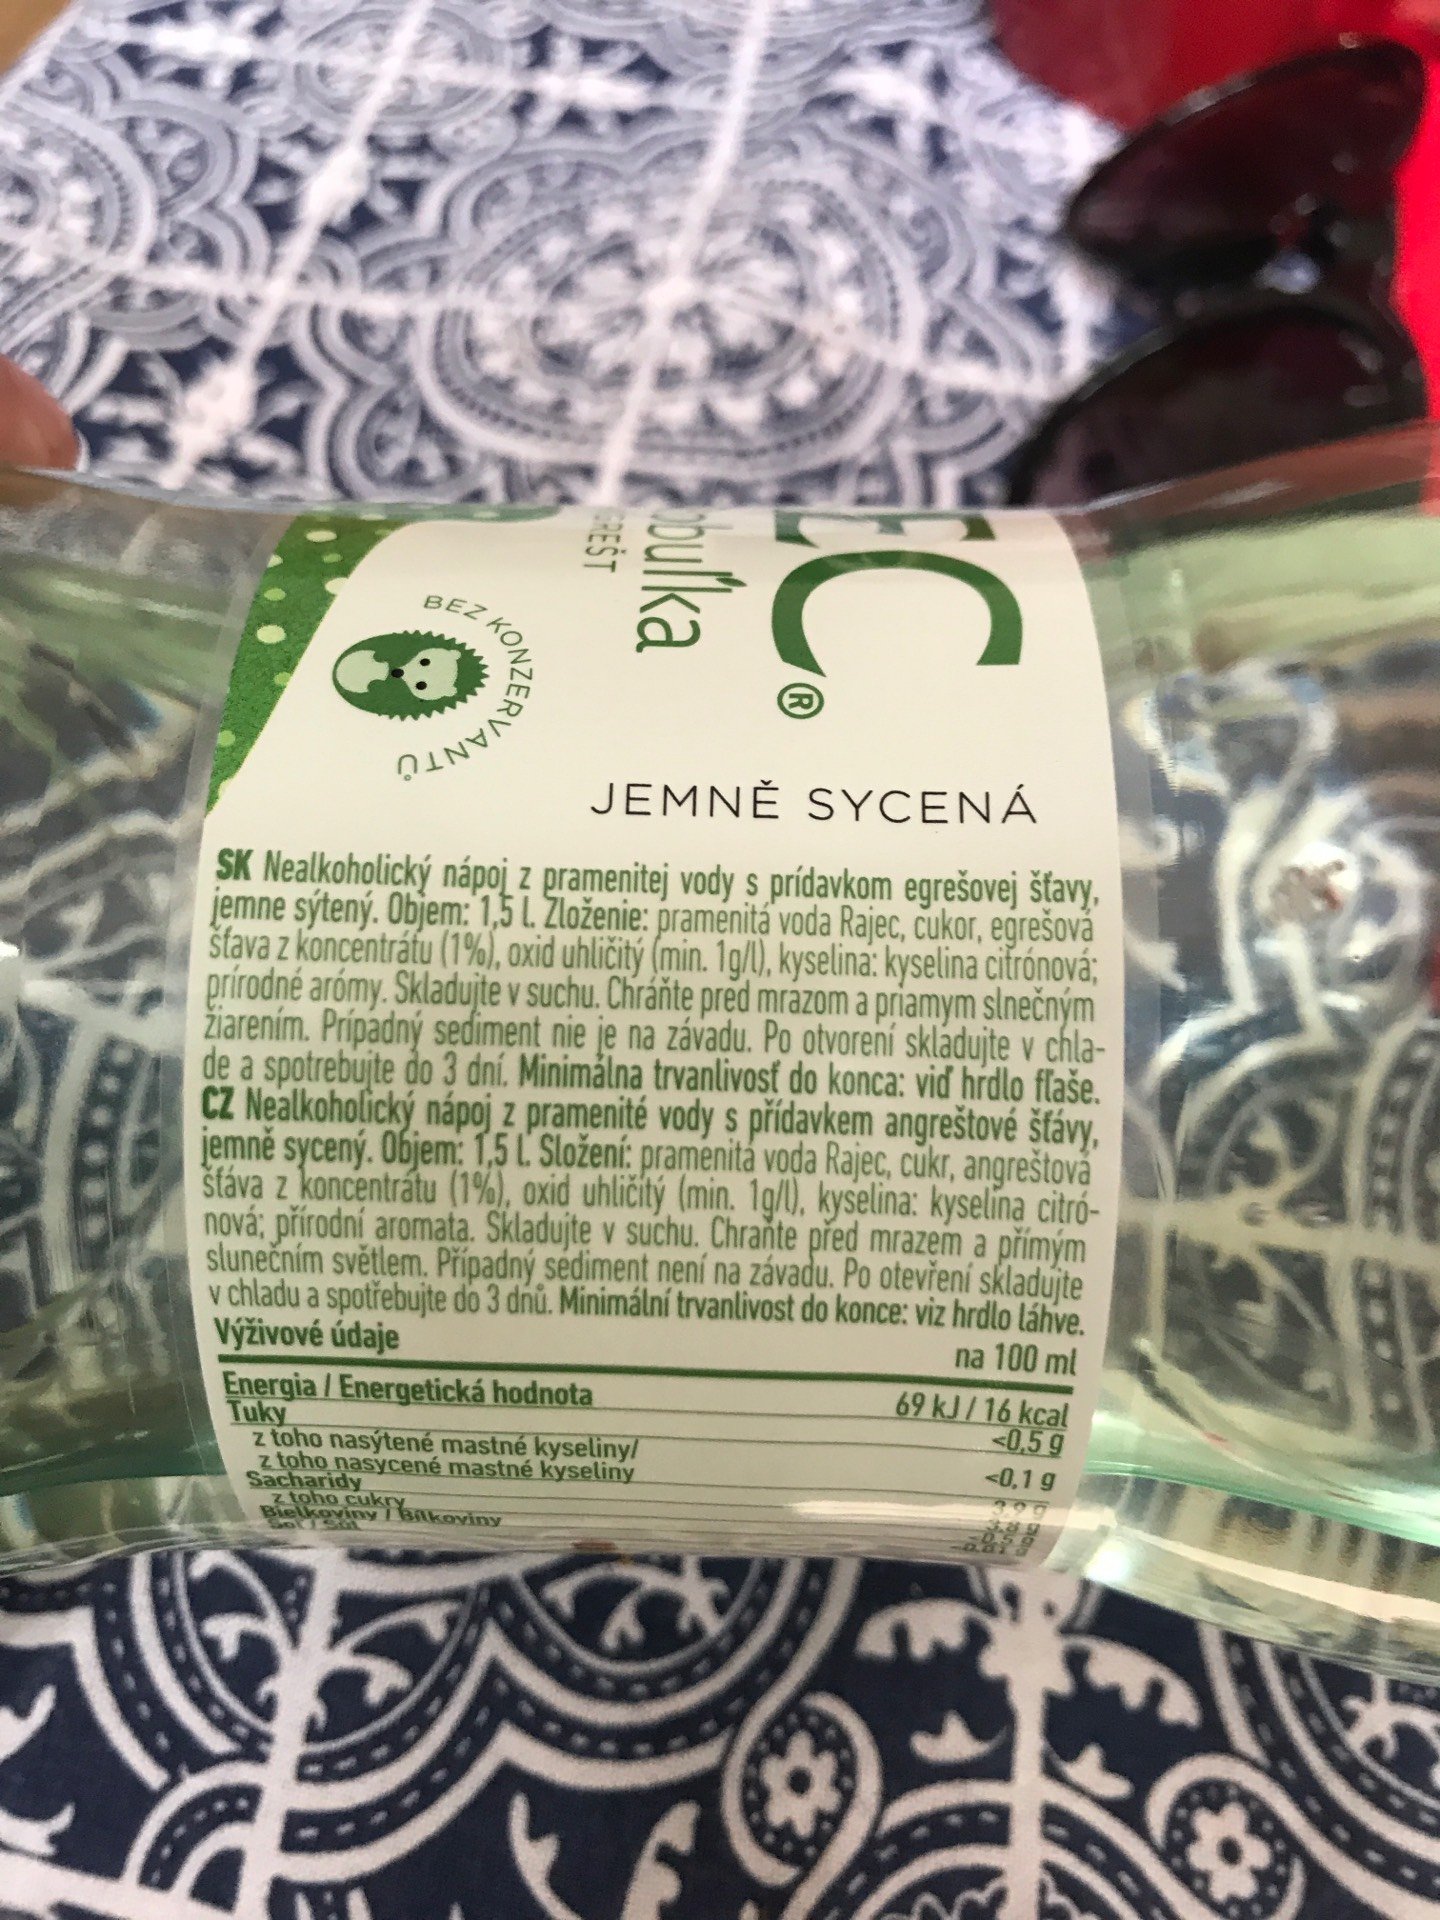 EC®
obuľka
GREŠT
BEZ KONZERVANTŮ
JEMNĚ SYCENÁ
SK Nealkoholický nápoj z pramenitej vody s prídavkom egrešovej šťavy,
jemne sýtený. Objem: 1,5 l. Zloženie: pramenitá voda Rajec, cukor, egrešová
šťava z koncentrátu (1%), oxid uhličitý (min. 1g/l), kyselina: kyselina citrónová;
prírodné arómy. Skladujte v suchu. Chráňte pred mrazom a priamym slnečným
žiarením. Prípadný sediment nie je na závadu. Po otvorení skladujte v chla-
de a spotrebujte do 3 dní. Minimálna trvanlivosť do konca: viď hrdlo fľaše.
CZ Nealkoholický nápoj z pramenité vody s přídavkem angreštové šťávy,
jemně sycený. Objem: 1,5 l. Složení: pramenitá voda Rajec, cukr, angreštová
šťáva z koncentrátu (1%), oxid uhličitý (min. 1g/l), kyselina: kyselina citró-
nová; přírodní aromata. Skladujte v suchu. Chraňte před mrazem a přímým
slunečním světlem. Případný sediment není na závadu. Po otevření skladujte
v chladu a spotřebujte do 3 dnů. Minimální trvanlivost do konce: viz hrdlo láhve.
Výživové údaje na 100 ml
Energia / Energetická hodnota 69 kJ / 16 kcal
Tuky <0,5 g
z toho nasýtené mastné kyseliny/
z toho nasycené mastné kyseliny <0,1 g
Sacharidy 3,9 g
z toho cukry
Bielkoviny / Bílkoviny
Soľ / Sůl